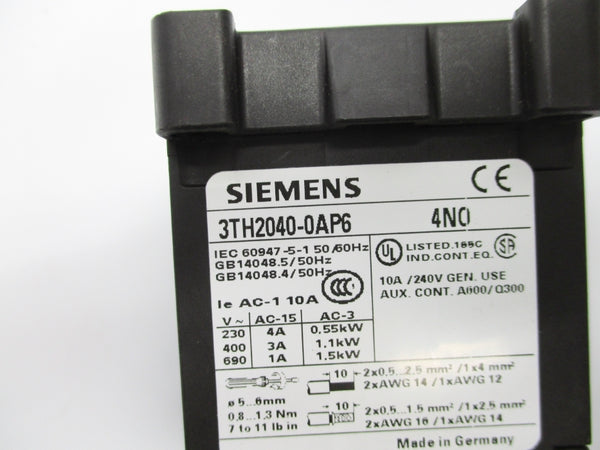 SIEMENS CE
3TH2040-0AP6 4NO
IEC 60947-5-1 50/60Hz
GB14048.5/50Hz
GB14048.4/50Hz
UL LISTED.165C
IND.CONT.EQ. SA
Ie AC-1 10A CCC
10A /240V GEN. USE
AUX. CONT. A600/Q300
V~ AC-15 AC-3
230 4A 0,55kW
400 3A 1.1kW
690 1A 1.5kW
10 2x0,5...2,5 mm² /1x4 mm²
2xAWG 14 /1xAWG 12
ø 5...6mm
0,8...1,3 Nm
7 to 11 lb in
10 2x0,5...1,5 mm² /1x2,5 mm²
2xAWG 16 /1xAWG 14
Made in Germany